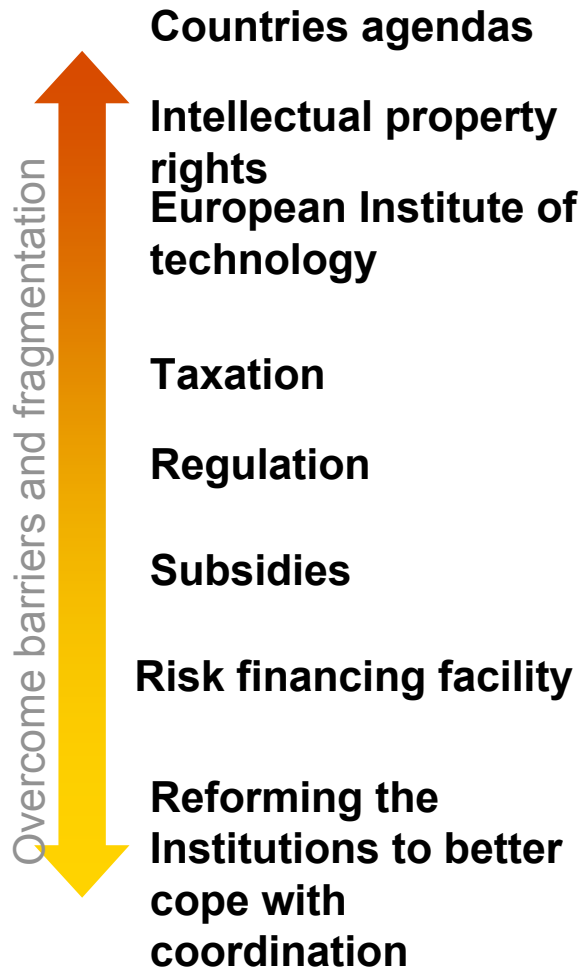 Countries agendas
Intellectual property
rights
European Institute of
technology
Taxation
Regulation
Subsidies
Risk financing facility
Reforming the
Institutions to better
cope with
coordination
Overcome barriers and fragmentation